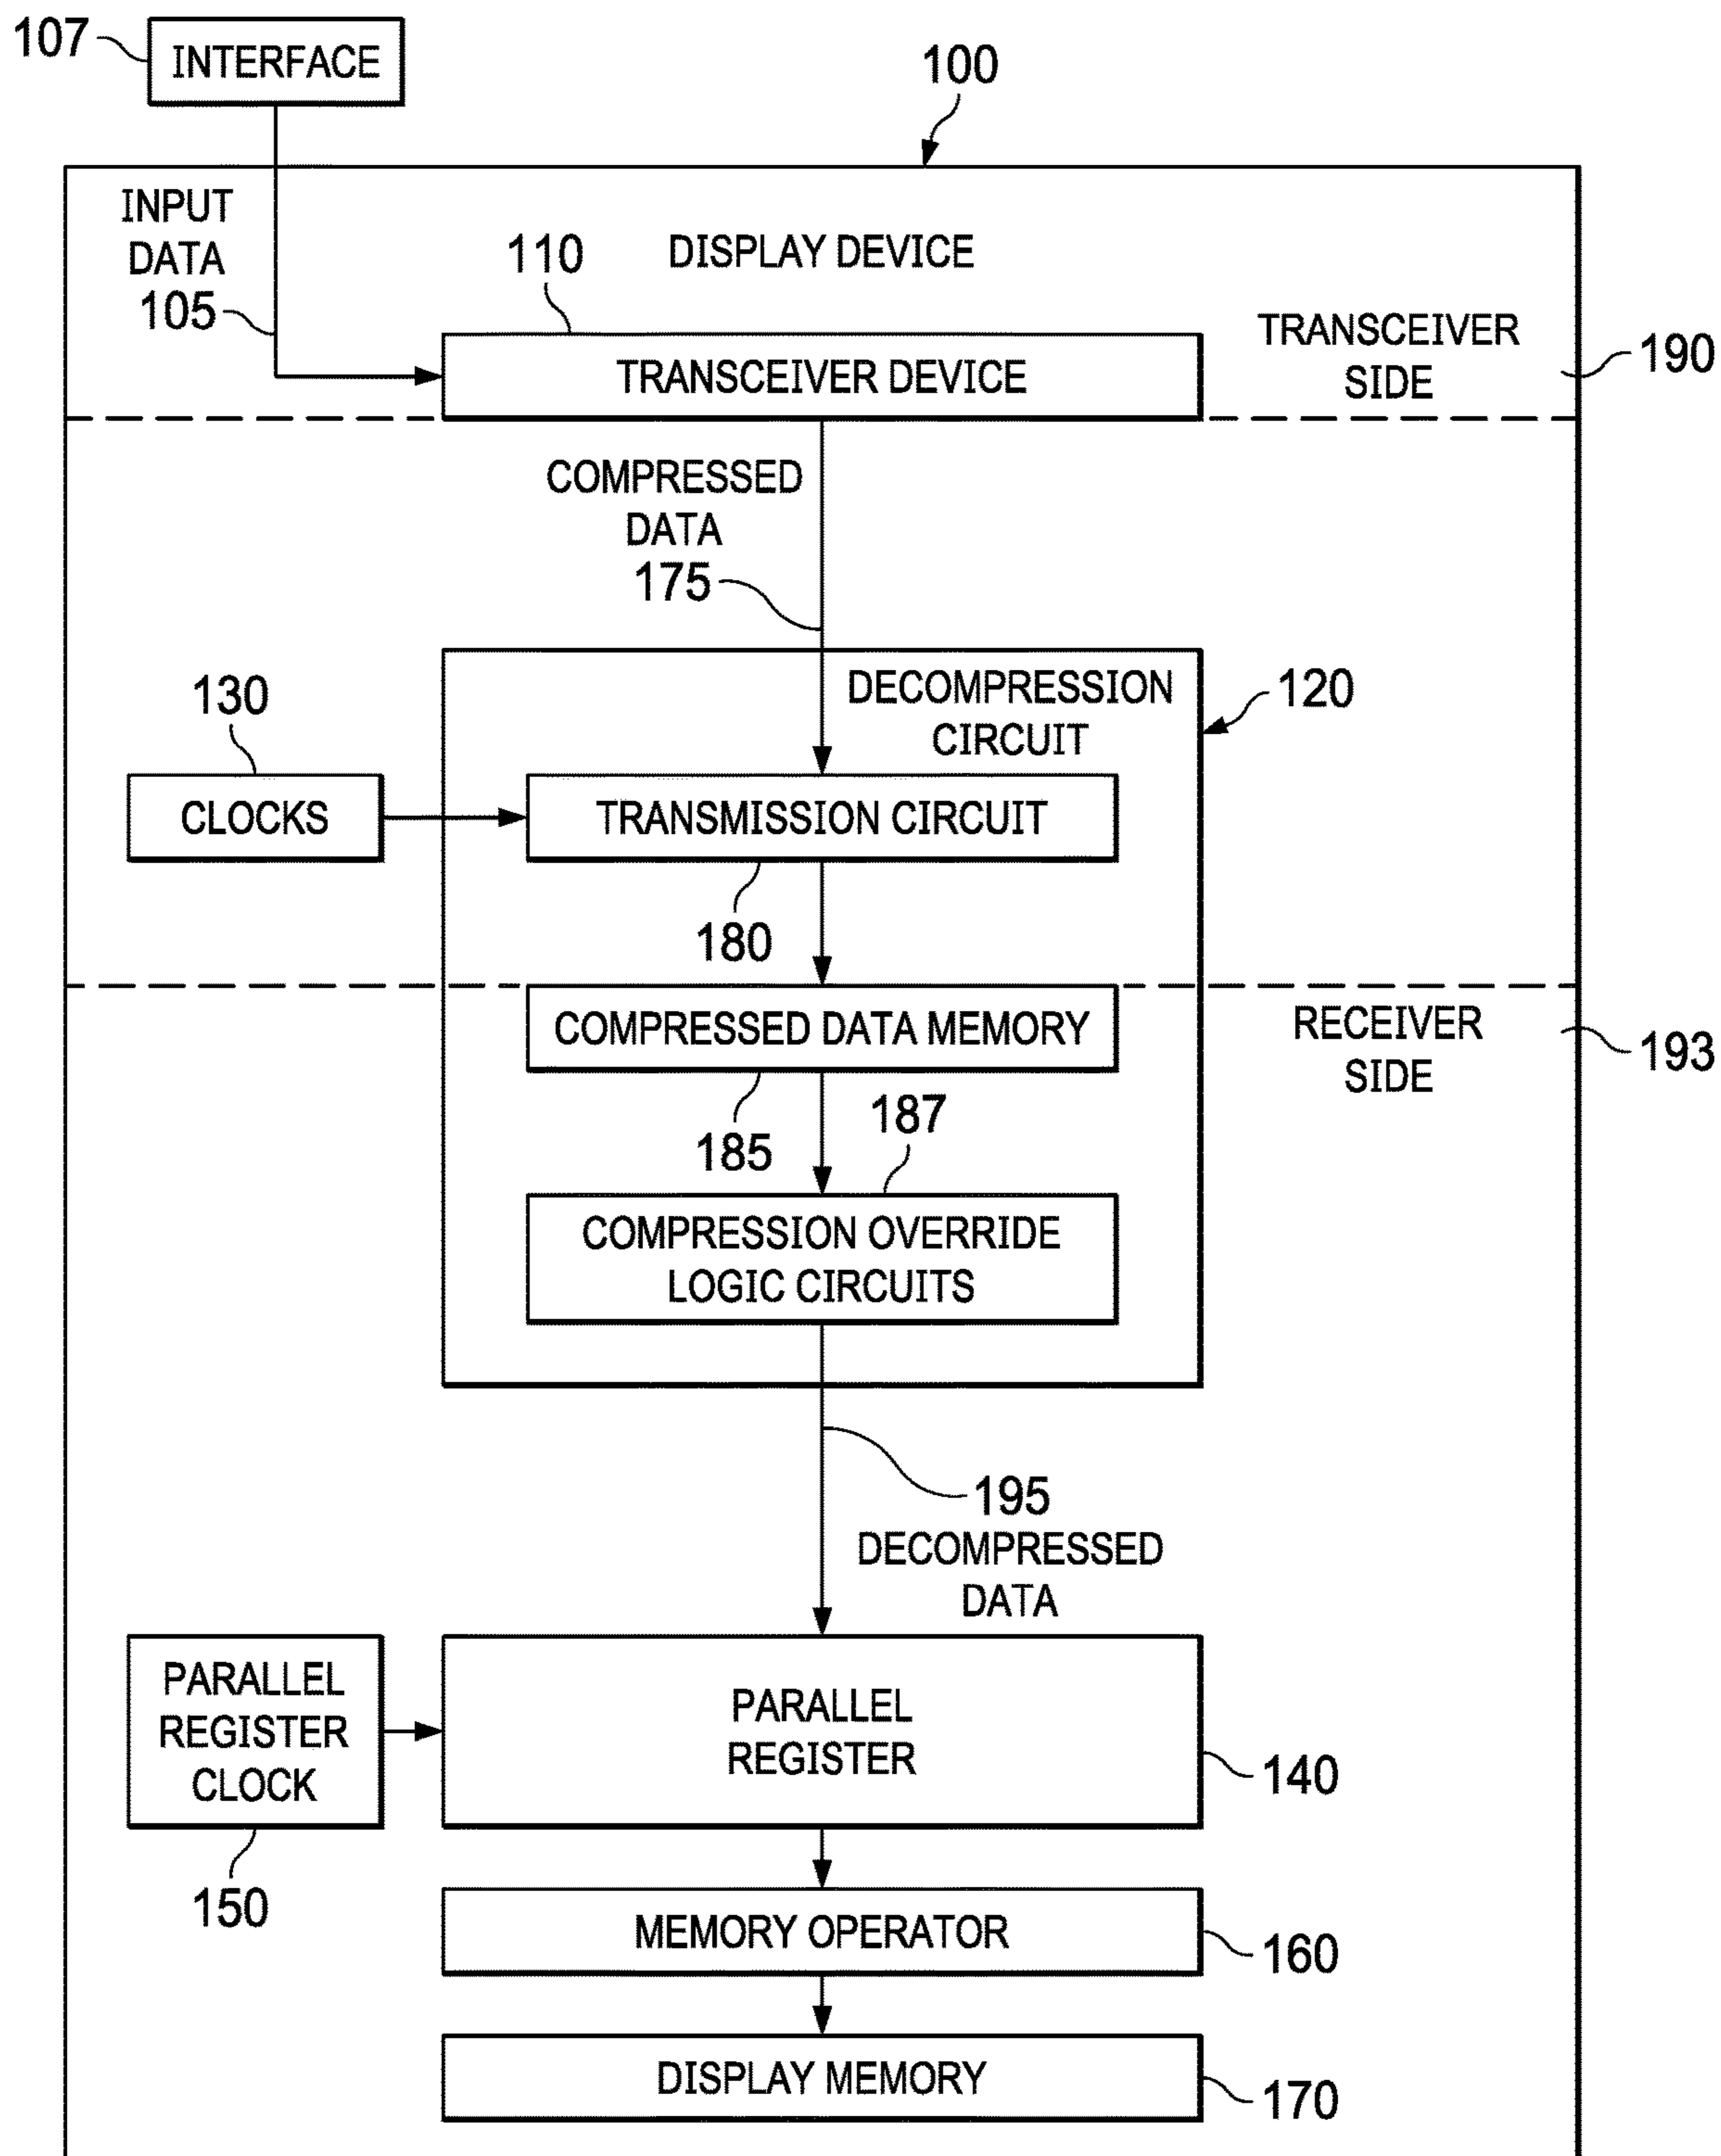 107
INTERFACE
100
INPUT
DATA
105
110
DISPLAY DEVICE
TRANSCEIVER
SIDE
190
TRANSCEIVER DEVICE
COMPRESSED
DATA
175
DECOMPRESSION
CIRCUIT
120
130
CLOCKS
TRANSMISSION CIRCUIT
180
COMPRESSED DATA MEMORY
RECEIVER
SIDE
193
185
187
COMPRESSION OVERRIDE
LOGIC CIRCUITS
195
DECOMPRESSED
DATA
PARALLEL
REGISTER
CLOCK
150
PARALLEL
REGISTER
140
MEMORY OPERATOR
160
DISPLAY MEMORY
170